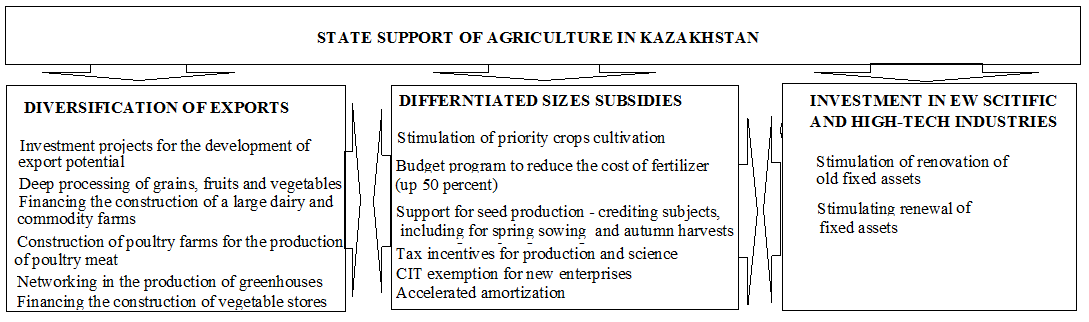 STATE SUPPORT OF AGRICULTURE IN KAZAKHSTAN
DIVERSIFICATION OF EXPORTS
Investment projects for the development of
export potential
Deep processing of grains, fruits and vegetables
Financing the construction of a large dairy and
commodity farms
Construction of poultry farms for the production
of poultry meat
Networking in the production of greenhouses
Financing the construction of vegetable stores
DIFFERNTIATED SIZES SUBSIDIES
Stimulation of priority crops cultivation
Budget program to reduce the cost of fertilizer
(up 50 percent)
Support for seed production - crediting subjects,
including for spring sowing and autumn harvests
Tax incentives for production and science
CIT exemption for new enterprises
Accelerated amortization
INVESTMENT IN EW SCITIFIC
AND HIGH-TECH INDUSTRIES
Stimulation of renovation of
old fixed assets
Stimulating renewal of
fixed assets